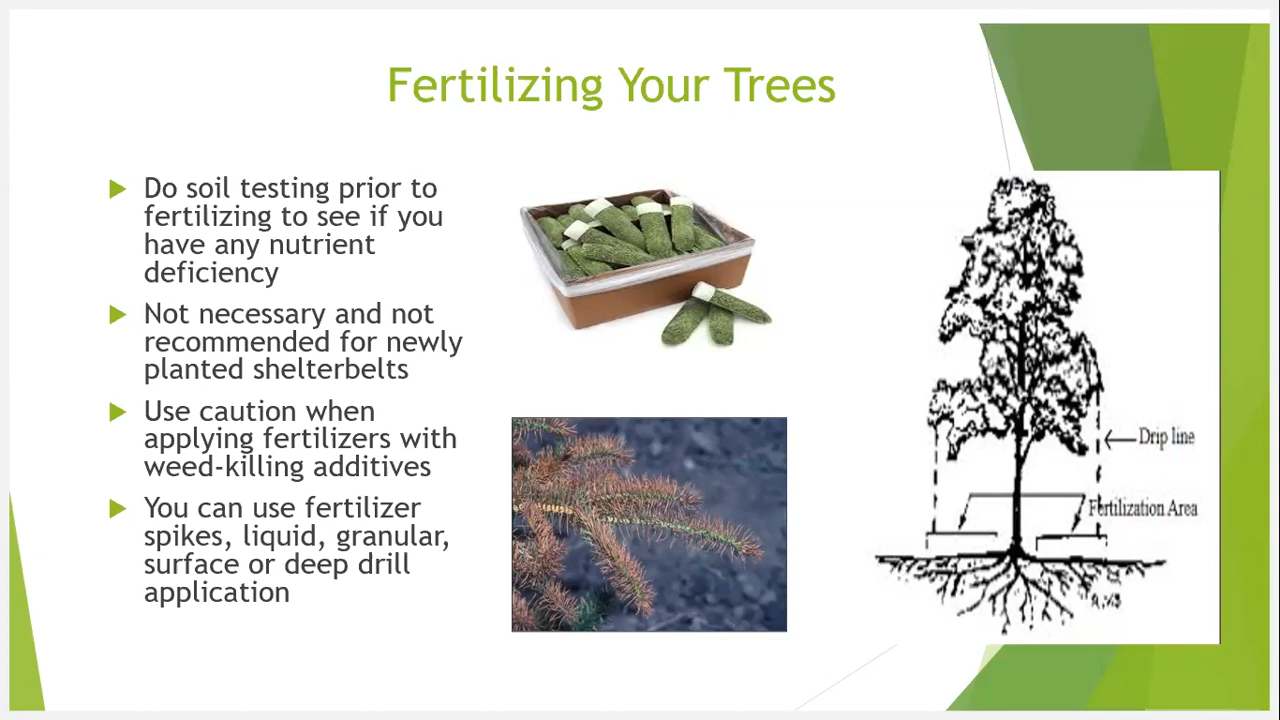 Fertilizing Your Trees
Do soil testing prior to
fertilizing to see if you
have any nutrient
deficiency
Not necessary and not
recommended for newly
planted shelterbelts
Use caution when
applying fertilizers with
weed-killing additives
You can use fertilizer
spikes, liquid, granular,
surface or deep drill
application
Drip line
Fertilization Area